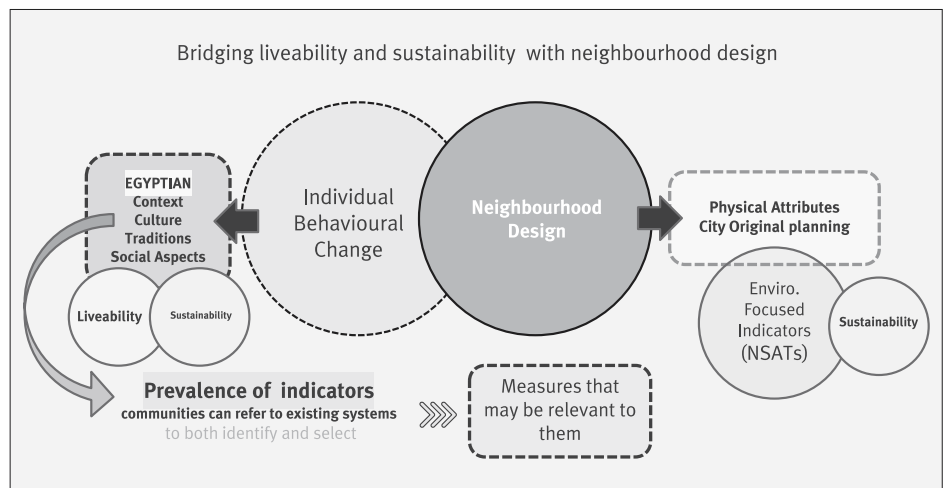 Bridging liveability and sustainability with neighbourhood design
EGYPTIAN
Context
Culture
Traditions
Social Aspects
Liveability
Sustainability
Individual
Behavioural
Change
Neighbourhood
Design
Physical Attributes
City Original planning
Enviro.
Focused
Indicators
(NSATs)
Sustainability
Prevalence of indicators
communities can refer to existing systems
to both identify and select
Measures that
may be relevant to
them